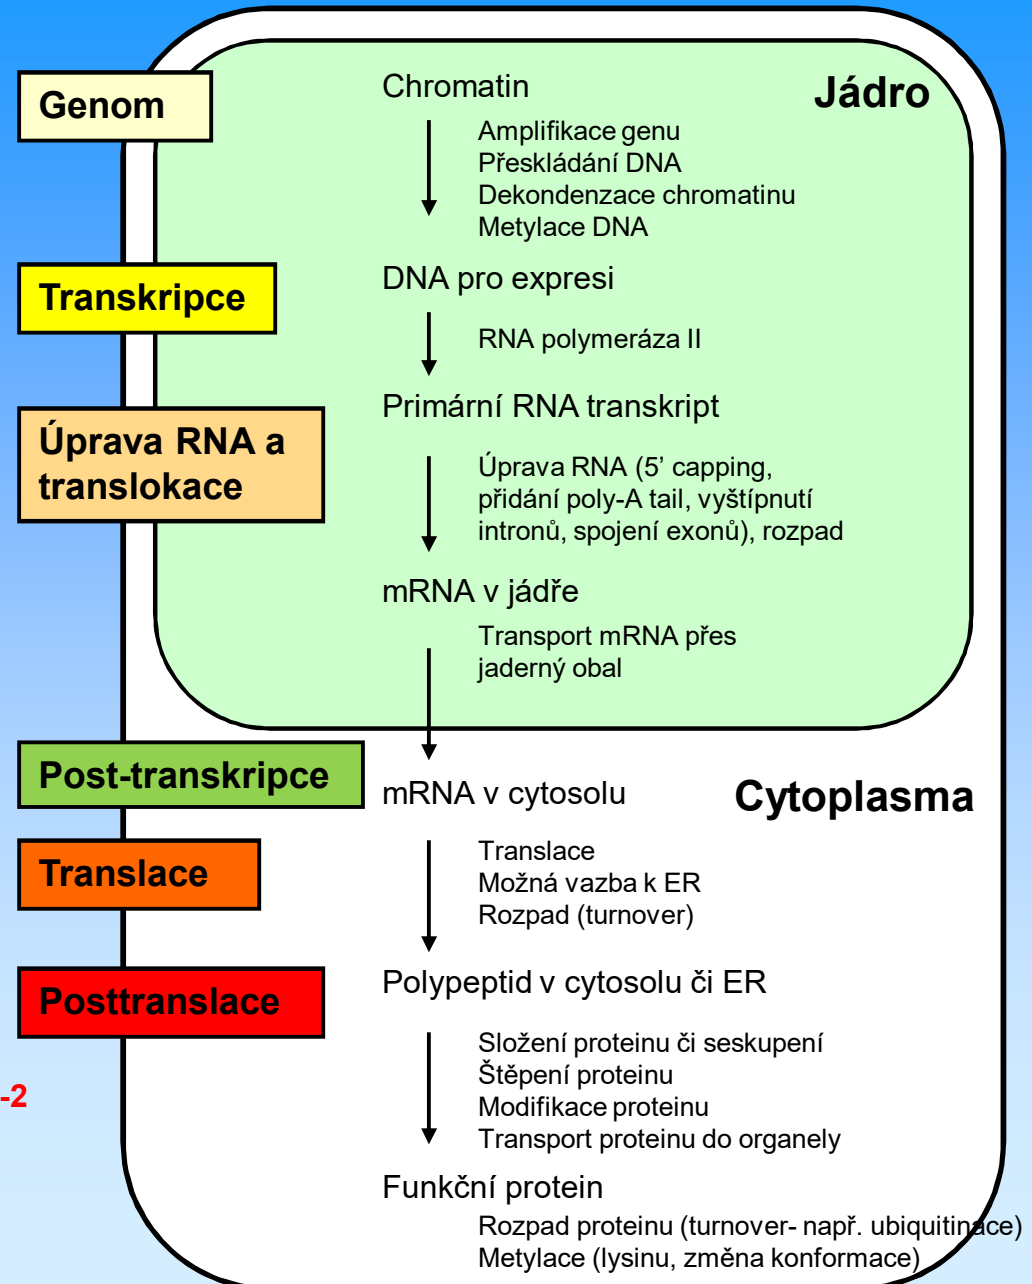 Genom
Chromatin
Jádro
Amplifikace genu
Přeskládání DNA
Dekondenzace chromatinu
Metylace DNA
Transkripce
DNA pro expresi
RNA polymeráza II
Úprava RNA a
translokace
Primární RNA transkript
Úprava RNA (5’ capping,
přidání poly-A tail, vyštípnutí
intronů, spojení exonů), rozpad
mRNA v jádře
Transport mRNA přes
jaderný obal
Post-transkripce
mRNA v cytosolu
Cytoplasma
Translace
Translace
Možná vazba k ER
Rozpad (turnover)
Posttranslace
Polypeptid v cytosolu či ER
Složení proteinu či seskupení
Štěpení proteinu
Modifikace proteinu
Transport proteinu do organely
-2
Funkční protein
Rozpad proteinu (turnover- např. ubiquitinace)
Metylace (lysinu, změna konformace)